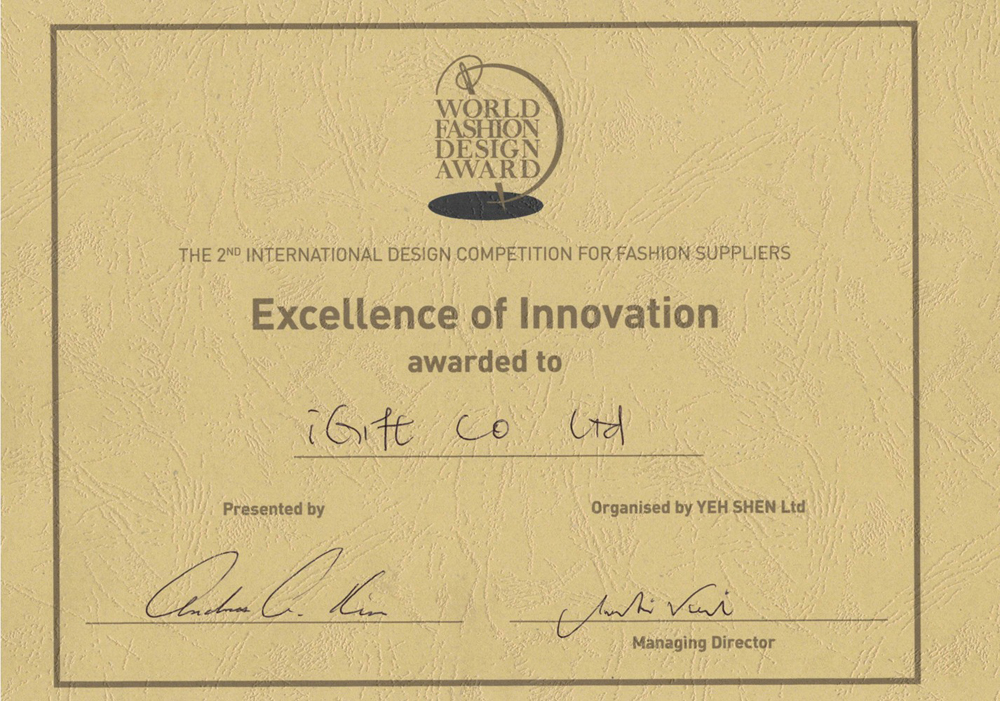 WORLD
FASHION
DESIGN
AWARD
THE 2ND INTERNATIONAL DESIGN COMPETITION FOR FASHION SUPPLIERS
Excellence of Innovation
awarded to
iGift Co Ltd
Presented by
Organised by YEH SHEN Ltd
Managing Director